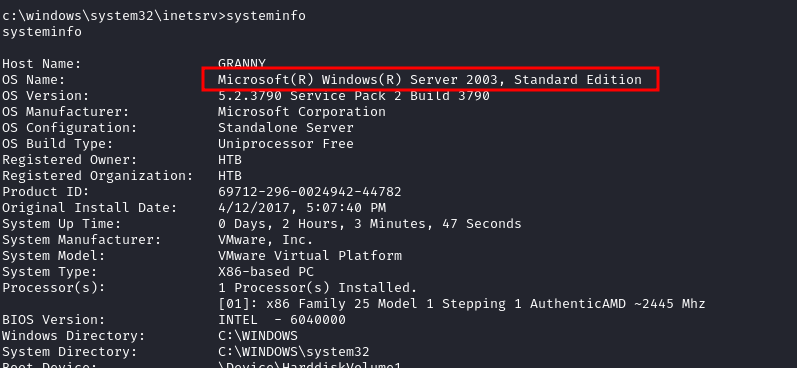 c:\windows\system32\inetsrv>systeminfo
systeminfo
Host Name: GRANNY
OS Name: Microsoft(R) Windows(R) Server 2003, Standard Edition
OS Version: 5.2.3790 Service Pack 2 Build 3790
OS Manufacturer: Microsoft Corporation
OS Configuration: Standalone Server
OS Build Type: Uniprocessor Free
Registered Owner: HTB
Registered Organization: HTB
Product ID: 69712-296-0024942-44782
Original Install Date: 4/12/2017, 5:07:40 PM
System Up Time: 0 Days, 2 Hours, 3 Minutes, 47 Seconds
System Manufacturer: VMware, Inc.
System Model: VMware Virtual Platform
System Type: X86-based PC
Processor(s): 1 Processor(s) Installed.
[01]: x86 Family 25 Model 1 Stepping 1 AuthenticAMD ~2445 Mhz
BIOS Version: INTEL - 6040000
Windows Directory: C:\WINDOWS
System Directory: C:\WINDOWS\system32
Boot Device: \Device\HarddiskVolume1